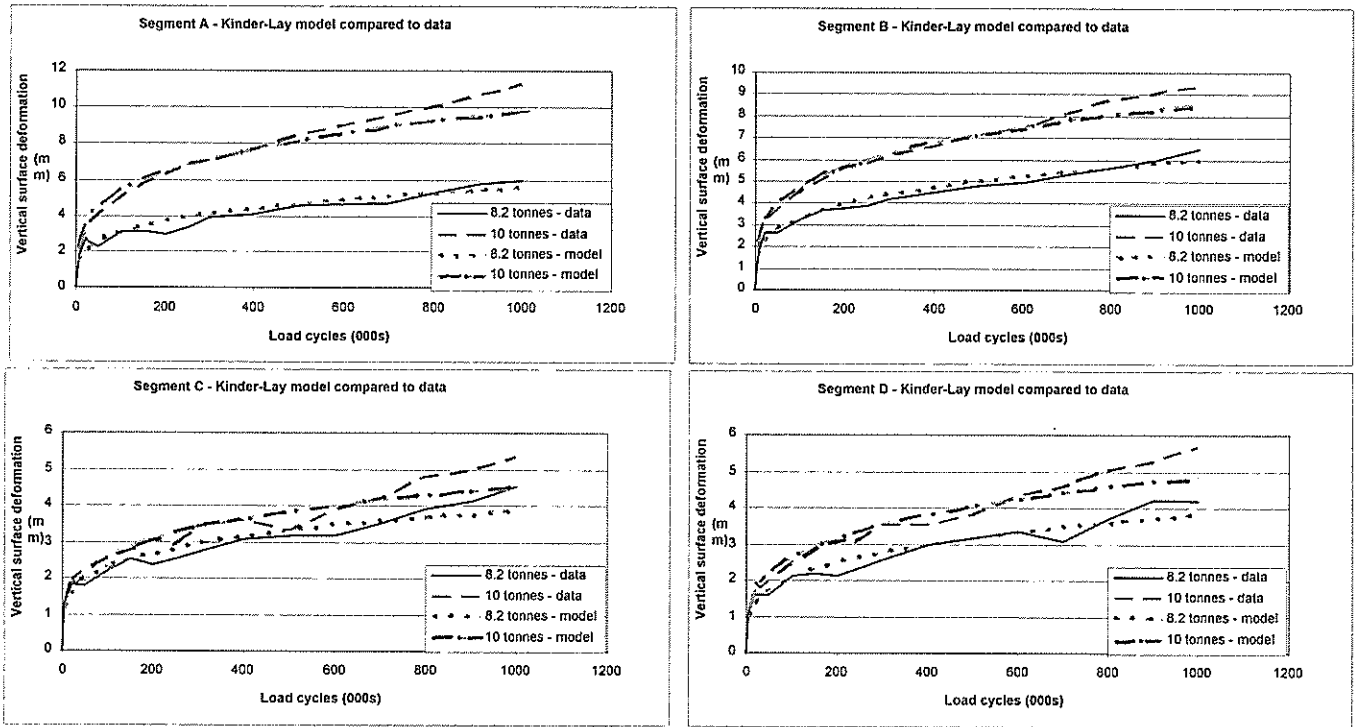 Segment A - Kinder-Lay model compared to data
Vertical surface deformation
(m
m)
12
10
8
6
4
2
0
8.2 tonnes - data
10 tonnes - data
8.2 tonnes - model
10 tonnes - model
0
200
400
600
800
1000
1200
Load cycles (000s)
Segment B - Kinder-Lay model compared to data
Vertical surface deformation
(m
m)
10
9
8
7
6
5
4
3
2
1
0
8.2 tonnes - data
10 tonnes - data
8.2 tonnes - model
10 tonnes - model
0
200
400
600
800
1000
1200
Load cycles (000s)
Segment C - Kinder-Lay model compared to data
Vertical surface deformation
(m
m)
6
5
4
3
2
1
0
8.2 tonnes - data
10 tonnes - data
8.2 tonnes - model
10 tonnes - model
0
200
400
600
800
1000
1200
Load cycles (000s)
Segment D - Kinder-Lay model compared to data
Vertical surface deformation
(m
m)
6
5
4
3
2
1
0
8.2 tonnes - data
10 tonnes - data
8.2 tonnes - model
10 tonnes - model
0
200
400
600
800
1000
1200
Load cycles (000s)